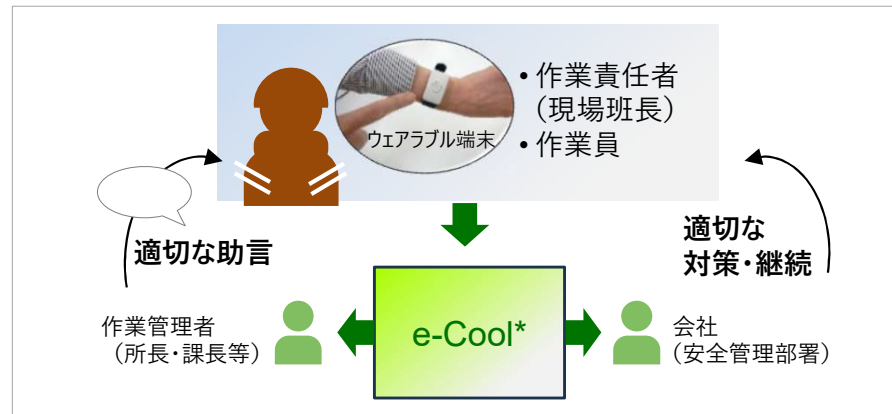 ・作業責任者
（現場班長）
・作業員
ウェアラブル端末
適切な助言
適切な
対策・継続
作業管理者
（所長・課長等）
e-Cool*
会社
（安全管理部署）